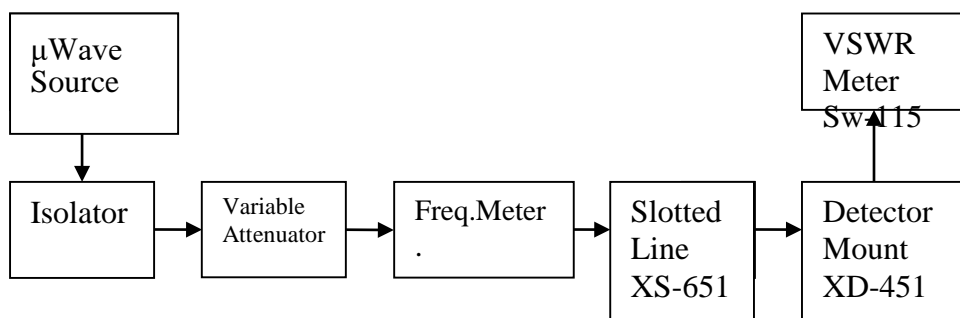 µWave
Source
VSWR
Meter
Sw-115
Isolator
Variable
Attenuator
Freq.Meter
.
Slotted
Line
XS-651
Detector
Mount
XD-451